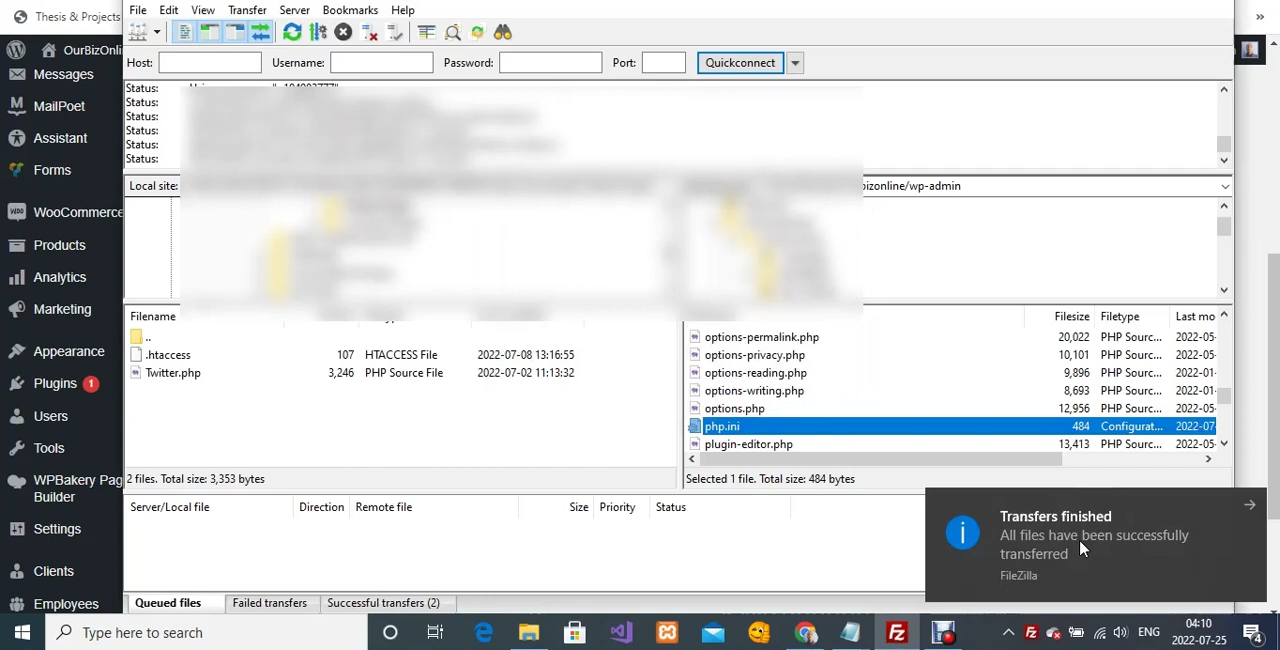 Thesis & Projects
»
File Edit View Transfer Server Bookmarks Help
OurBizOnli
Host: Username: Password: Port: Quickconnect
Messages
MailPoet
Assistant
Forms
WooCommerce
Products
Analytics
Marketing
Appearance
Plugins 1
Users
Tools
WPBakery Pag
Builder
Settings
Clients
Employees
Status:
Status:
Status:
Status:
Status:
Status:
Local site:
bizonline/wp-admin
Filename
..
.htaccess 107 HTACCESS File 2022-07-08 13:16:55
Twitter.php 3,246 PHP Source File 2022-07-02 11:13:32
2 files. Total size: 3,353 bytes
Filesize Filetype Last mo
options-permalink.php 20,022 PHP Sourc... 2022-05-
options-privacy.php 10,101 PHP Sourc... 2022-05-
options-reading.php 9,896 PHP Sourc... 2022-01-
options-writing.php 8,693 PHP Sourc... 2022-01-
options.php 12,956 PHP Sourc... 2022-05-
php.ini 484 Configurat... 2022-07-
plugin-editor.php 13,413 PHP Sourc... 2022-05-
Selected 1 file. Total size: 484 bytes
Server/Local file Direction Remote file Size Priority Status
Transfers finished
All files have been successfully
transferred
FileZilla
Queued files Failed transfers Successful transfers (2)
Type here to search
ENG
04:10
2022-07-25
4